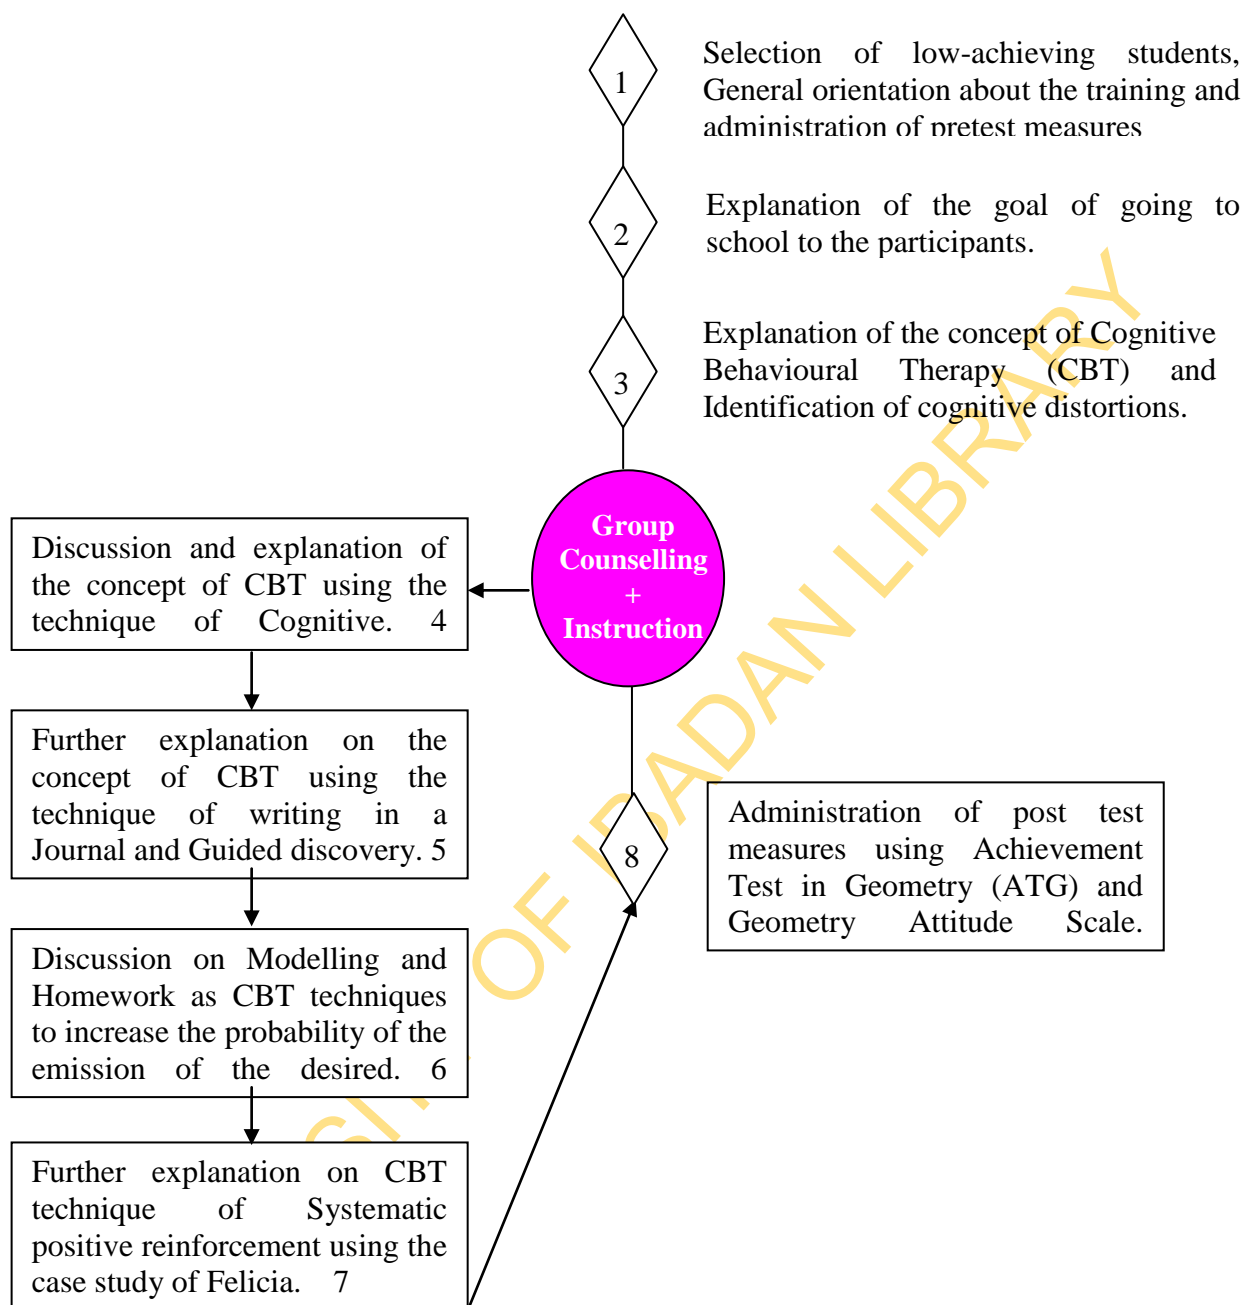 1
Selection of low-achieving students,
General orientation about the training and
administration of pretest measures
2
Explanation of the goal of going to
school to the participants.
3
Explanation of the concept of Cognitive
Behavioural Therapy (CBT) and
Identification of cognitive distortions.
Group
Counselling
+
Instruction
Discussion and explanation of
the concept of CBT using the
technique of Cognitive. 4
Further explanation on the
concept of CBT using the
technique of writing in a
Journal and Guided discovery. 5
Discussion on Modelling and
Homework as CBT techniques
to increase the probability of the
emission of the desired. 6
Further explanation on CBT
technique of Systematic
positive reinforcement using the
case study of Felicia. 7
8
Administration of post test
measures using Achievement
Test in Geometry (ATG) and
Geometry Attitude Scale.
SITY OF IBADAN LIBRARY